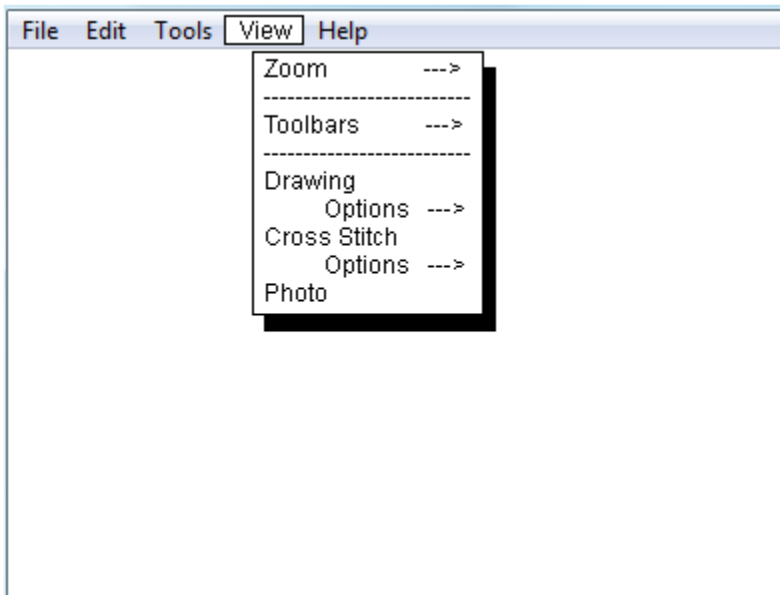 File Edit Tools View Help
Zoom --->
--------------------------
Toolbars --->
--------------------------
Drawing
Options --->
Cross Stitch
Options --->
Photo